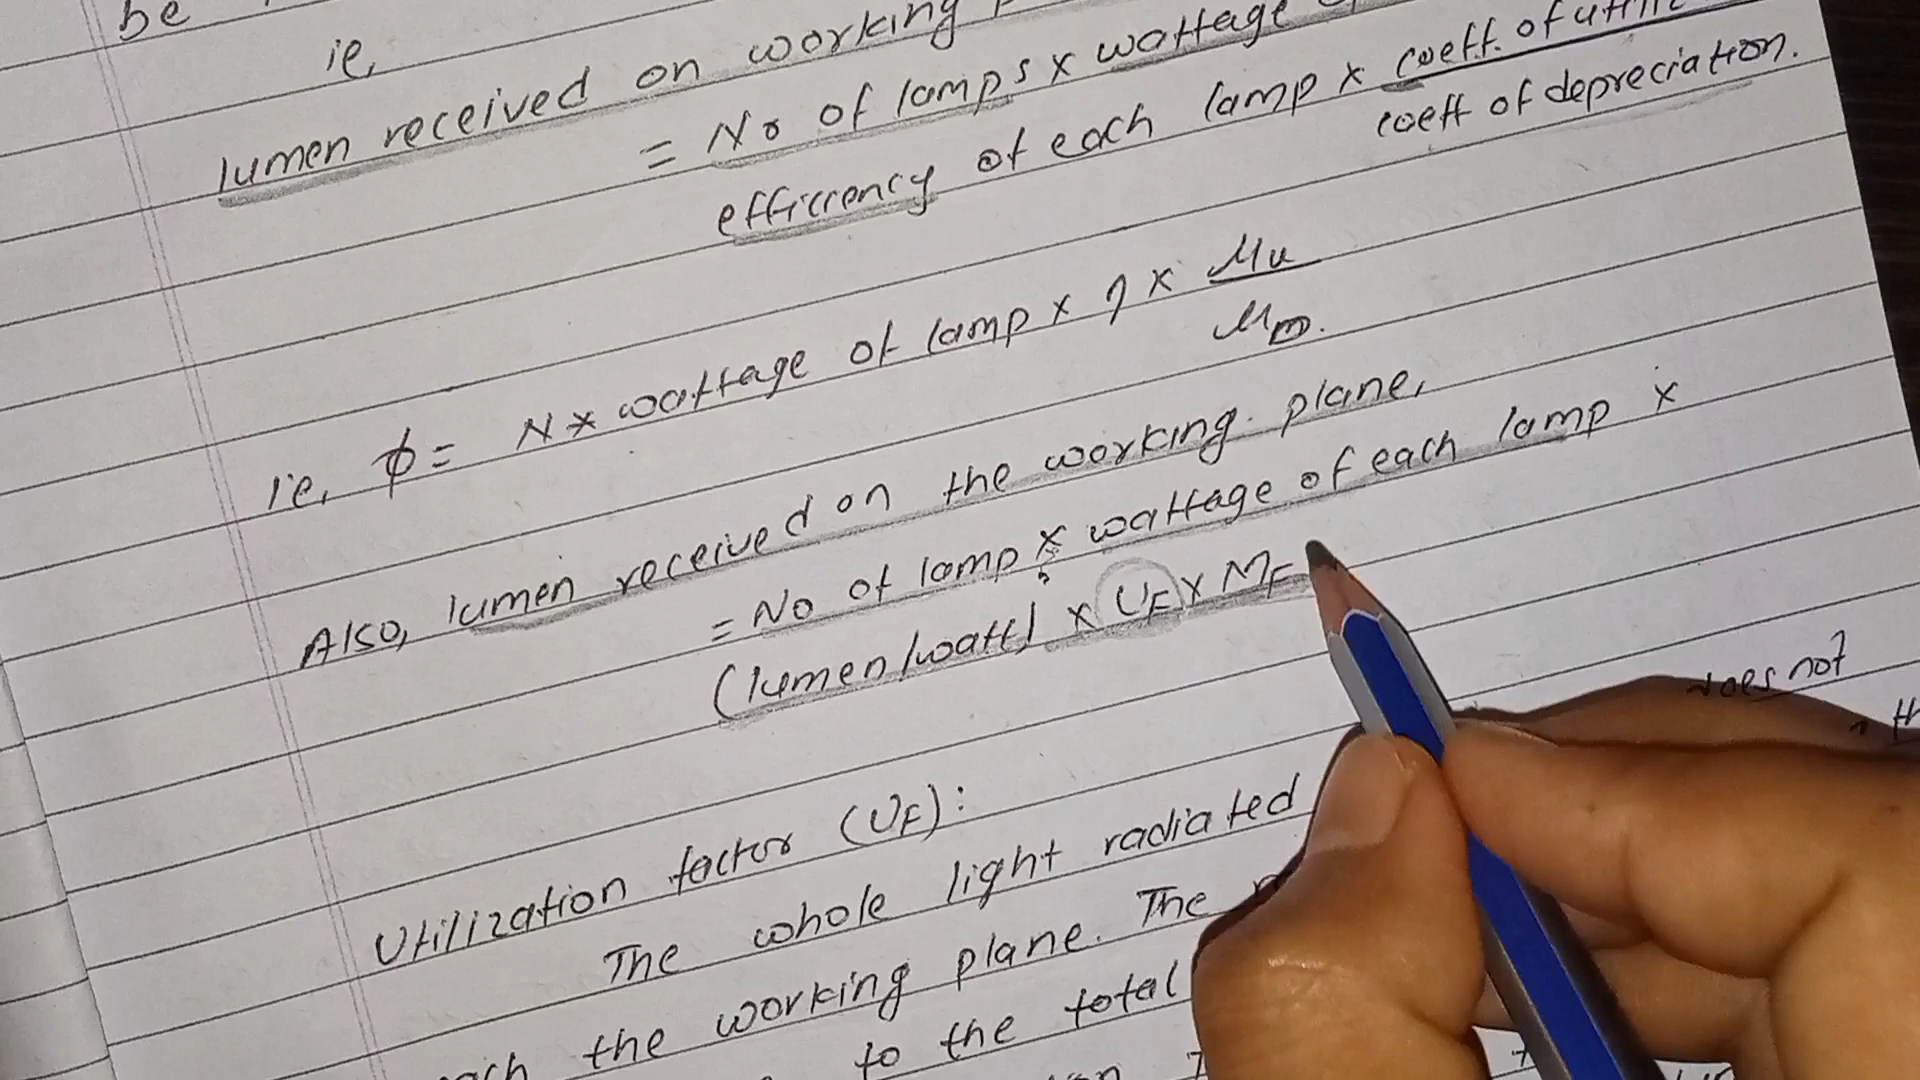 be
ie,
lumen received on working
= No of lamps x wattage
efficiency of each lamp x coeff. of
coeff of depreciation.
ie, φ = N x wattage of lamp x η x Mu
MD.
Also, lumen received on the working plane,
= No of lamp x wattage of each lamp x
(lumen/watt) x UF x MF
Utilization factor (UF):
The whole light radiated does not
the working plane. The
to the total